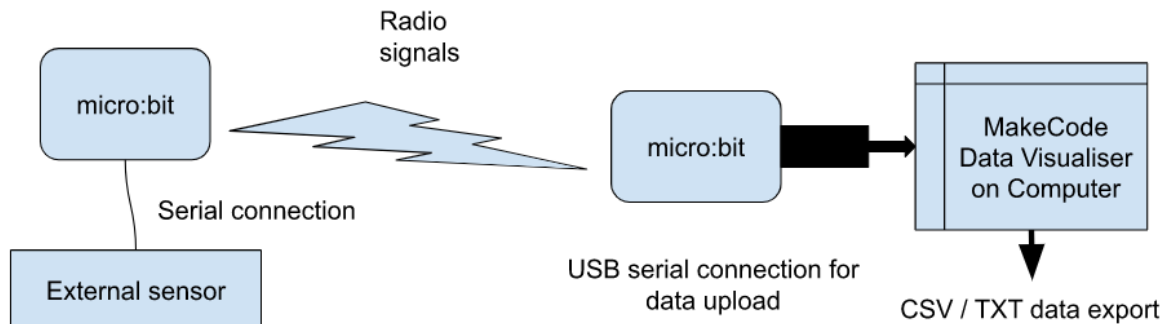 Radio
signals
micro:bit
micro:bit
MakeCode
Data Visualiser
on Computer
Serial connection
External sensor
USB serial connection for
data upload
CSV / TXT data export